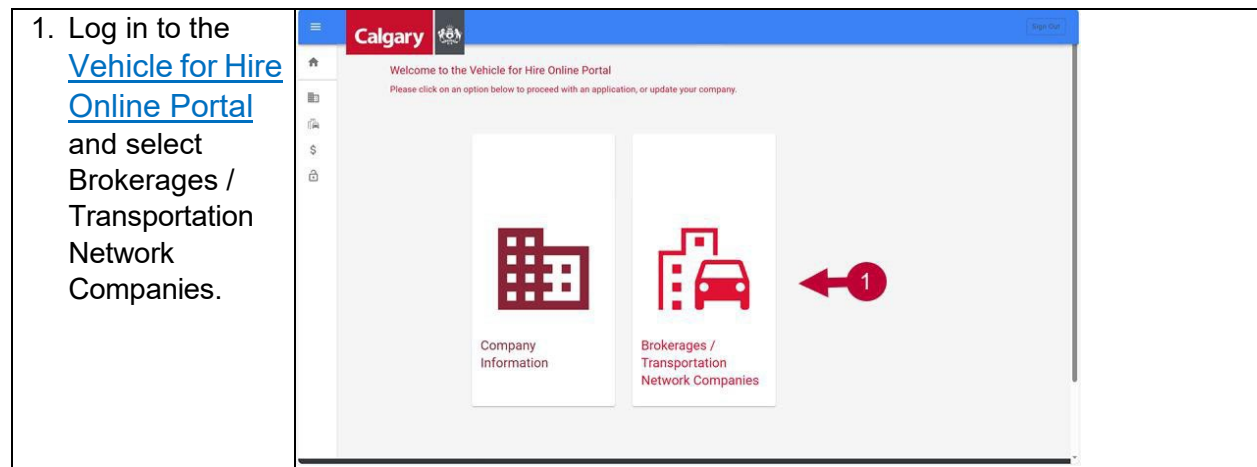 1. Log in to the
Vehicle for Hire
Online Portal
and select
Brokerages /
Transportation
Network
Companies.
Calgary
Sign Out
Welcome to the Vehicle for Hire Online Portal
Please click on an option below to proceed with an application, or update your company.
Company
Information
Brokerages /
Transportation
Network Companies
1